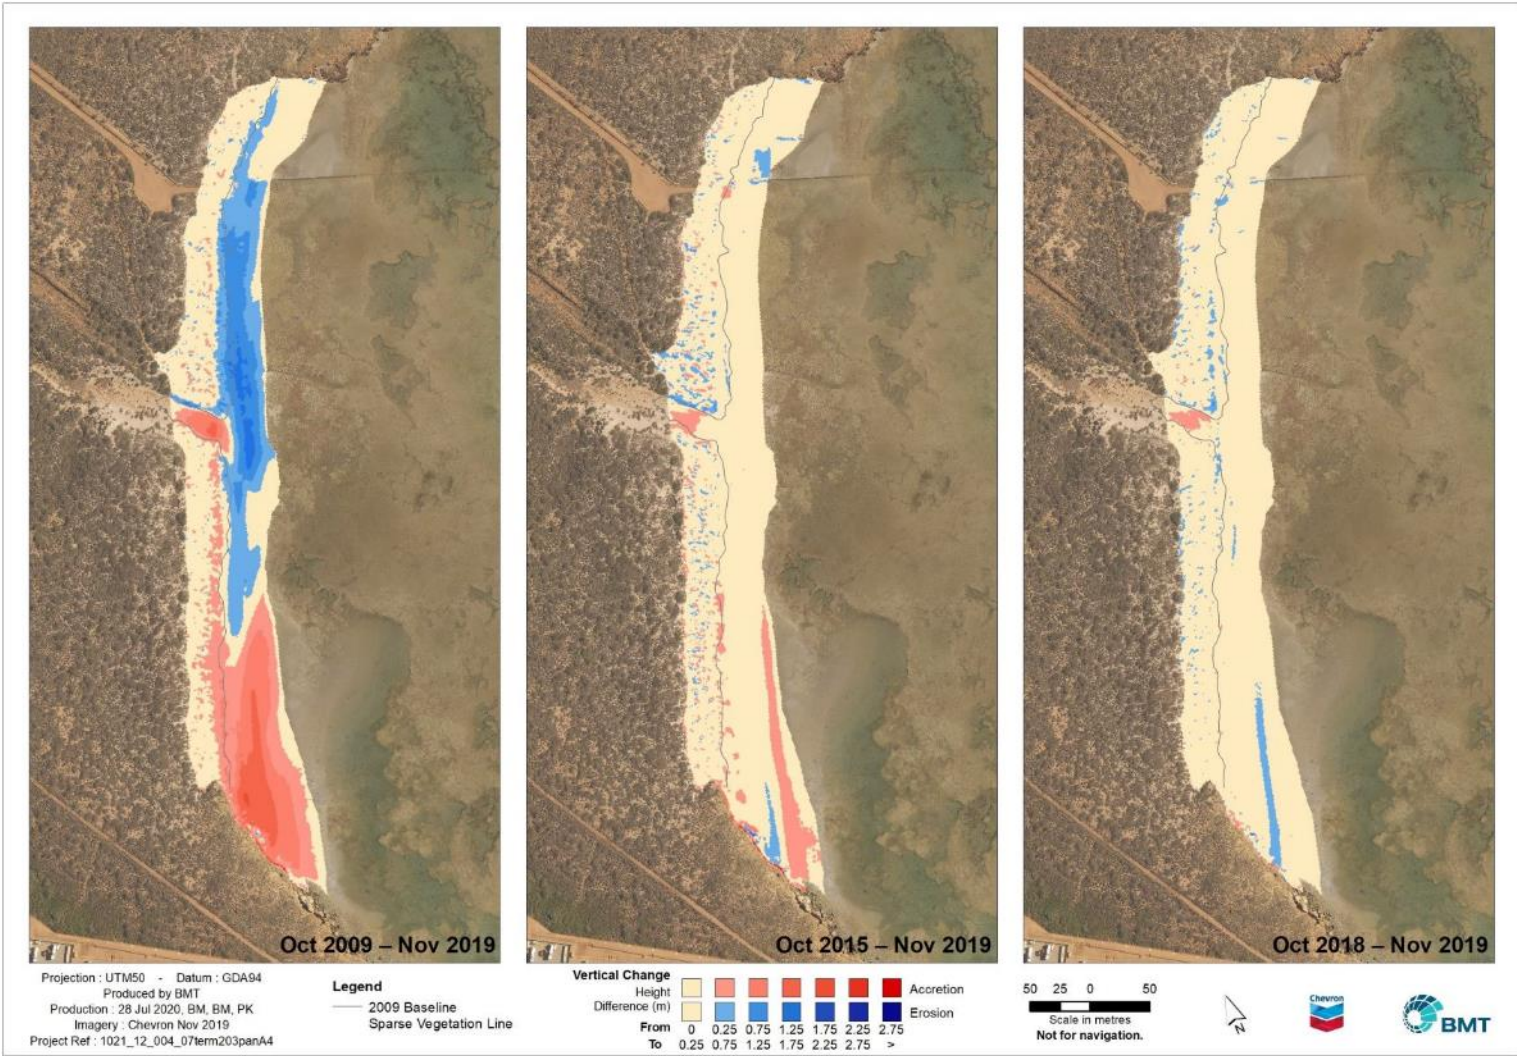 Oct 2009 – Nov 2019
Oct 2015 – Nov 2019
Oct 2018 – Nov 2019
Projection : UTM50 - Datum : GDA94
Produced by BMT
Production : 28 Jul 2020, BM, BM, PK
Imagery : Chevron Nov 2019
Project Ref : 1021_12_004_07term203panA4
Legend
2009 Baseline
Sparse Vegetation Line
Vertical Change
Height
Difference (m)
Accretion
Erosion
From 0 0.25 0.75 1.25 1.75 2.25 2.75
To 0.25 0.75 1.25 1.75 2.25 2.75 >
50 25 0 50
Scale in metres
Not for navigation.
N
Chevron
BMT